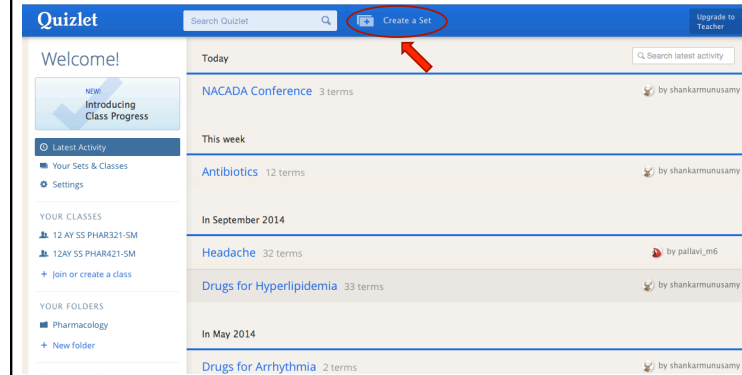 Quizlet
Search Quizlet
Create a Set
Upgrade to
Teacher
Welcome!
NEW!
Introducing
Class Progress
Latest Activity
Your Sets & Classes
Settings
YOUR CLASSES
12 AY SS PHAR321-SM
12AY SS PHAR421-SM
+ Join or create a class
YOUR FOLDERS
Pharmacology
+ New folder
Today
Search latest activity
NACADA Conference 3 terms
by shankarmunusamy
This week
Antibiotics 12 terms
by shankarmunusamy
In September 2014
Headache 32 terms
by pallavi_m6
Drugs for Hyperlipidemia 33 terms
by shankarmunusamy
In May 2014
Drugs for Arrhythmia 2 terms
by shankarmunusamy